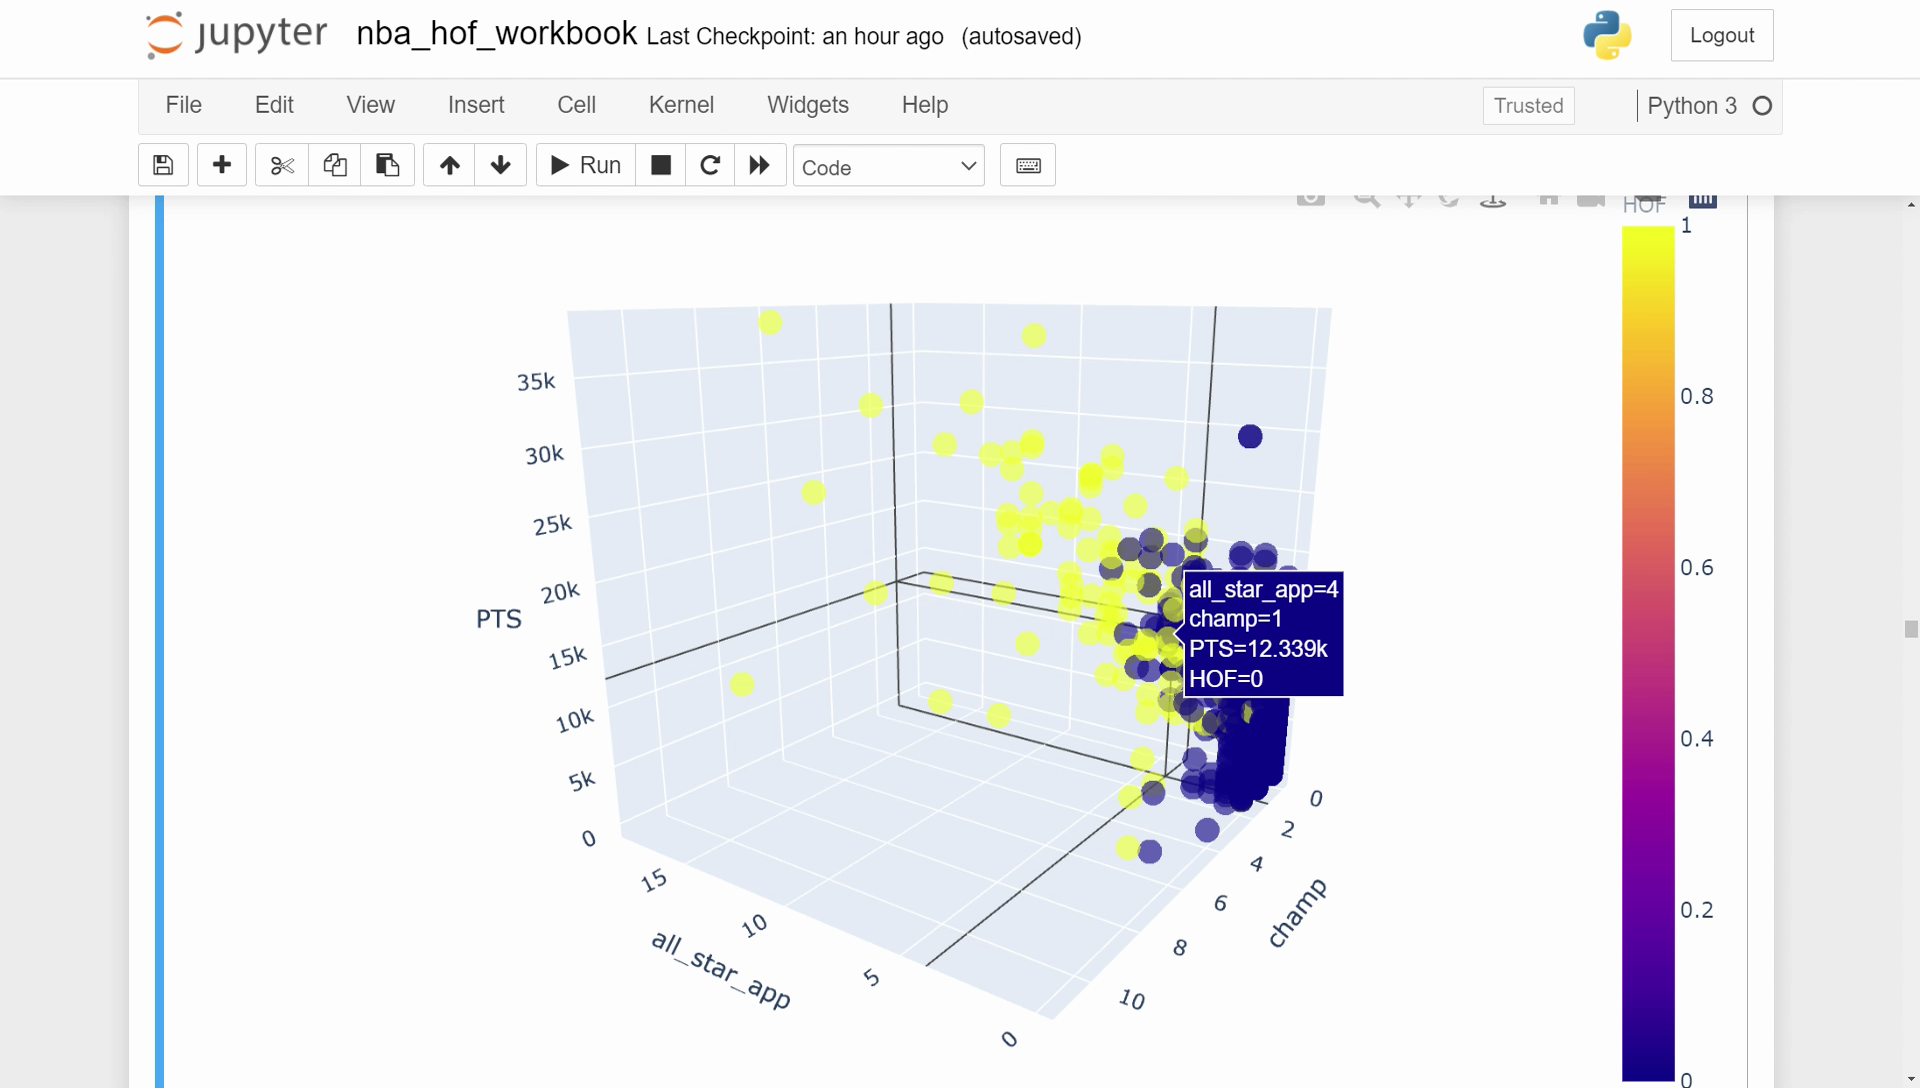 jupyter nba_hof_workbook Last Checkpoint: an hour ago (autosaved) Logout
File Edit View Insert Cell Kernel Widgets Help Trusted Python 3
Run Code
HOF
1
0.8
0.6
0.4
0.2
0
35k
30k
25k
20k
15k
10k
5k
0
PTS
all_star_app=4
champ=1
PTS=12.339k
HOF=0
15
10
5
0
all_star_app
0
2
4
6
8
10
champ